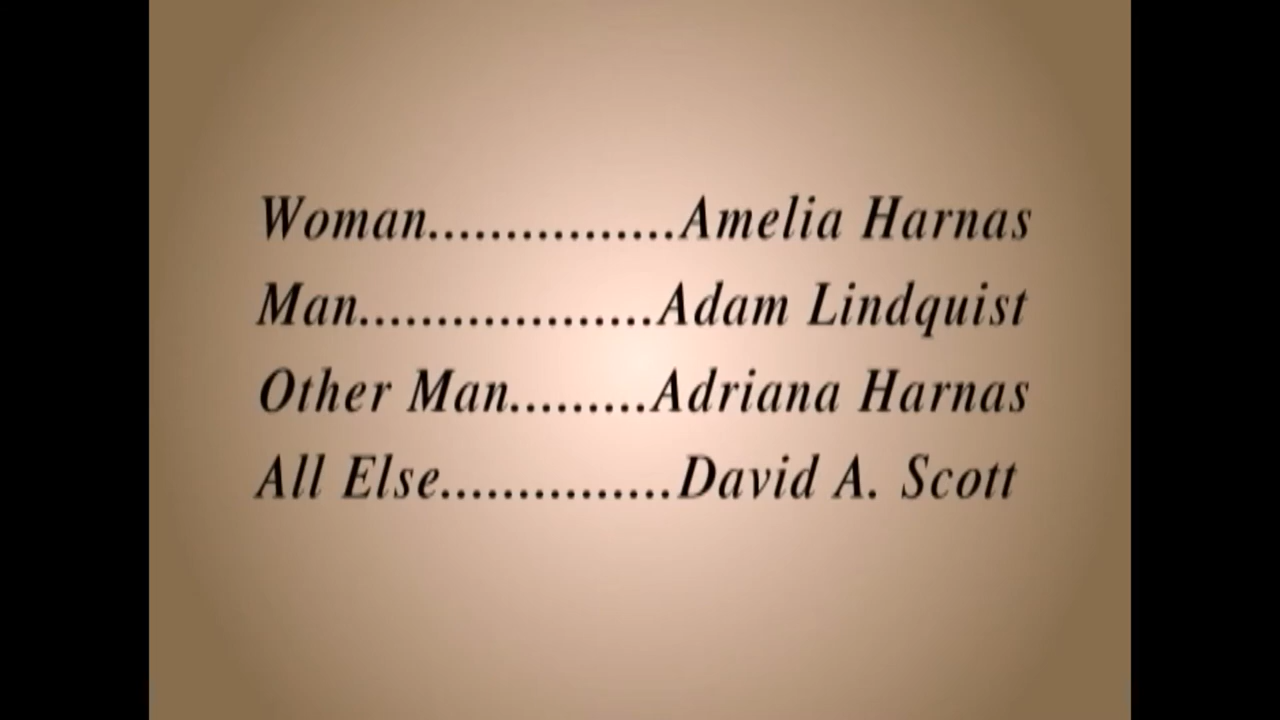 Woman................Amelia Harnas
Man...................Adam Lindquist
Other Man.........Adriana Harnas
All Else...............David A. Scott